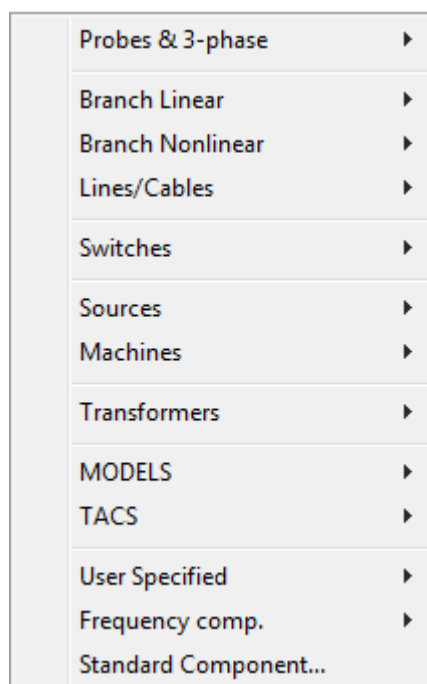 Probes & 3-phase
Branch Linear
Branch Nonlinear
Lines/Cables
Switches
Sources
Machines
Transformers
MODELS
TACS
User Specified
Frequency comp.
Standard Component...